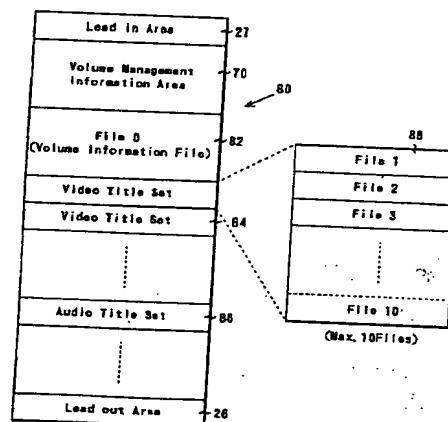 Lead in Area
27
Volume Management
Information Area
70
80
File 0
(Volume Information File)
82
88
File 1
File 2
File 3
Video Title Set
Video Title Set
84
File 10
(Max. 10Files)
Audio Title Set
86
Lead out Area
26